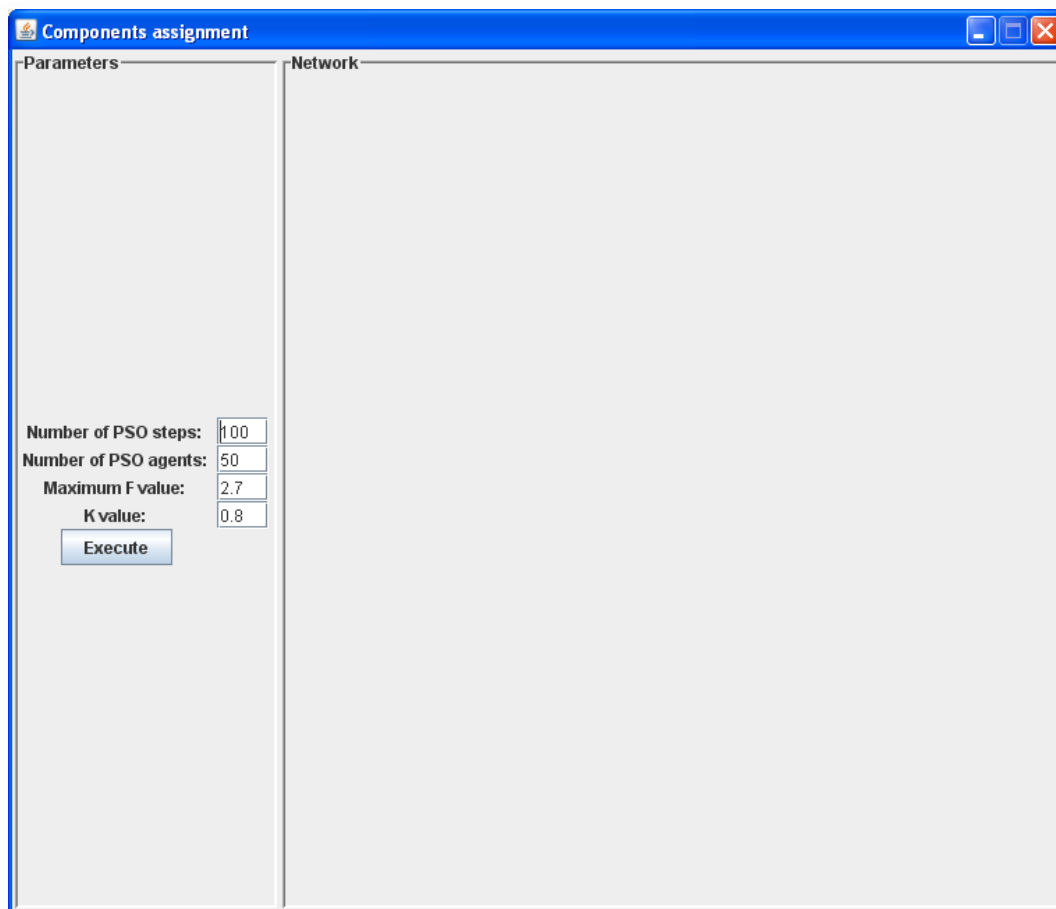 Components assignment
Parameters
Network
Number of PSO steps: 100
Number of PSO agents: 50
Maximum F value: 2.7
K value: 0.8
Execute